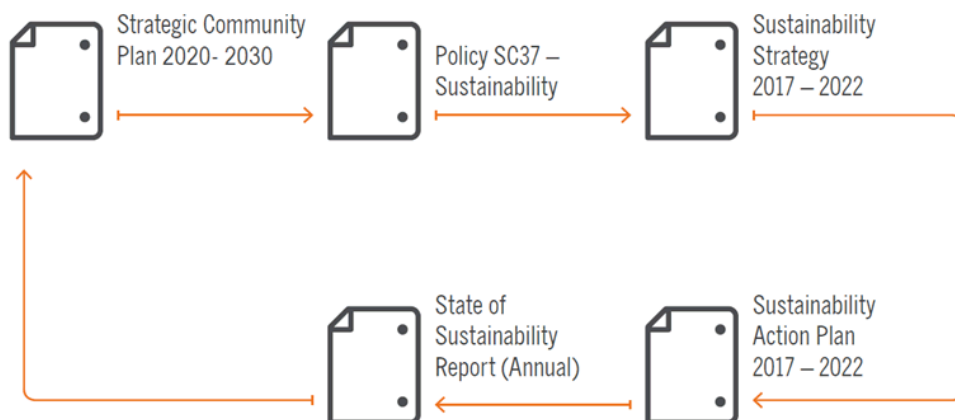 Strategic Community
Plan 2020- 2030
Policy SC37 –
Sustainability
Sustainability
Strategy
2017 – 2022
State of
Sustainability
Report (Annual)
Sustainability
Action Plan
2017 – 2022